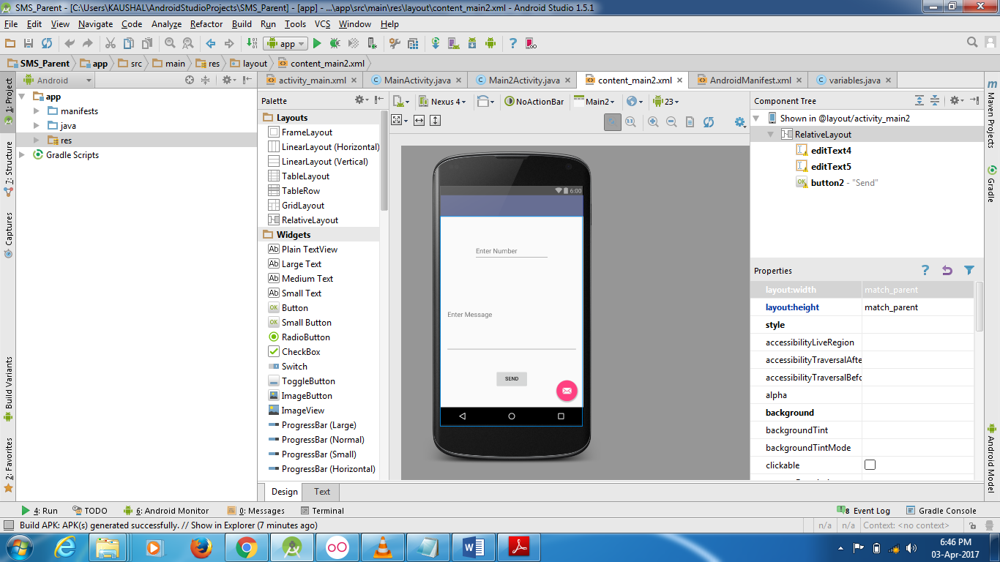 SMS_Parent - [C:\Users\KAUSHAL\AndroidStudioProjects\SMS_Parent] - [app] - ...\app\src\main\res\layout\content_main2.xml - Android Studio 1.5.1
File Edit View Navigate Code Analyze Refactor Build Run Tools VCS Window Help
app
SMS_Parent app src main res layout content_main2.xml
Android
activity_main.xml MainActivity.java Main2Activity.java content_main2.xml AndroidManifest.xml variables.java
1: Project
7: Structure
Captures
Build Variants
2: Favorites
app
manifests
java
res
Gradle Scripts
Palette
Layouts
FrameLayout
LinearLayout (Horizontal)
LinearLayout (Vertical)
TableLayout
TableRow
GridLayout
RelativeLayout
Widgets
Ab Plain TextView
Ab Large Text
Ab Medium Text
Ab Small Text
OK Button
OK Small Button
RadioButton
CheckBox
Switch
ToggleButton
ImageButton
ImageView
ProgressBar (Large)
ProgressBar (Normal)
ProgressBar (Small)
ProgressBar (Horizontal)
Nexus 4 NoActionBar Main2 23
6:00
Enter Number
Enter Message
SEND
Design Text
Component Tree
Shown in @layout/activity_main2
RelativeLayout
editText4
editText5
OK button2 - "Send"
Properties
layout:width match_parent
layout:height match_parent
style
accessibilityLiveRegion
accessibilityTraversalAfte
accessibilityTraversalBefo
alpha
background
backgroundTint
backgroundTintMode
clickable
m Maven Projects
Gradle
Android Model
4: Run TODO 6: Android Monitor 0: Messages Terminal 8 Event Log Gradle Console
Build APK: APK(s) generated successfully. // Show in Explorer (7 minutes ago) n/a n/a Context: <no context>
6:46 PM
03-Apr-2017